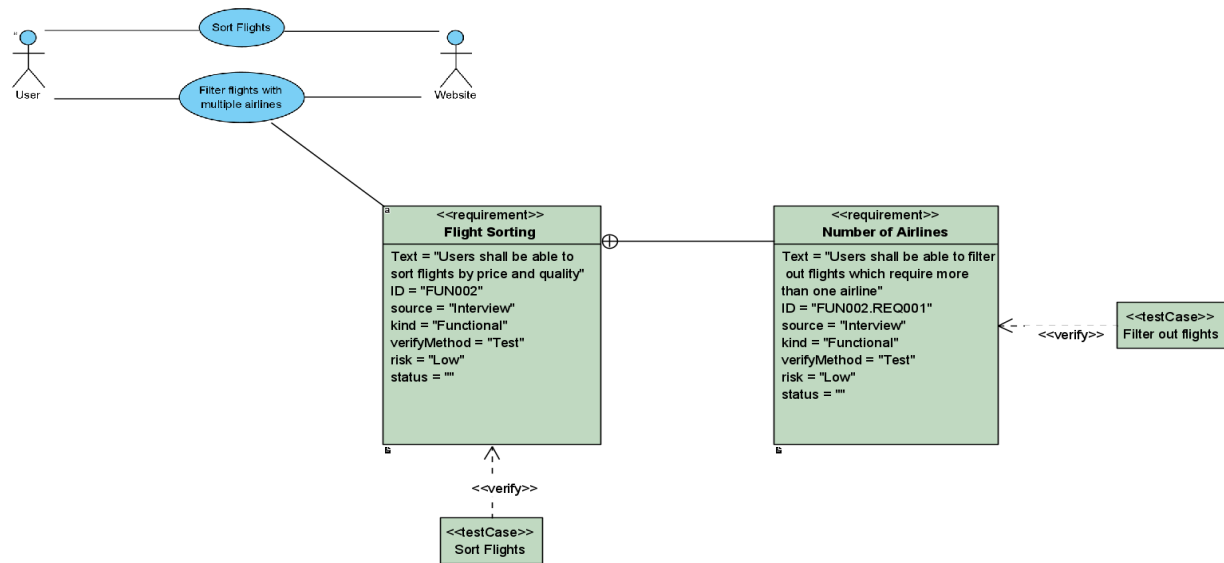 Sort Flights
User
Website
Filter flights with
multiple airlines
a
<<requirement>>
Flight Sorting
Text = "Users shall be able to
sort flights by price and quality"
ID = "FUN002"
source = "Interview"
kind = "Functional"
verifyMethod = "Test"
risk = "Low"
status = ""
<<requirement>>
Number of Airlines
Text = "Users shall be able to filter
out flights which require more
than one airline"
ID = "FUN002.REQ001"
source = "Interview"
kind = "Functional"
verifyMethod = "Test"
risk = "Low"
status = ""
<<verify>>
<<testCase>>
Filter out flights
<<verify>>
<<testCase>>
Sort Flights